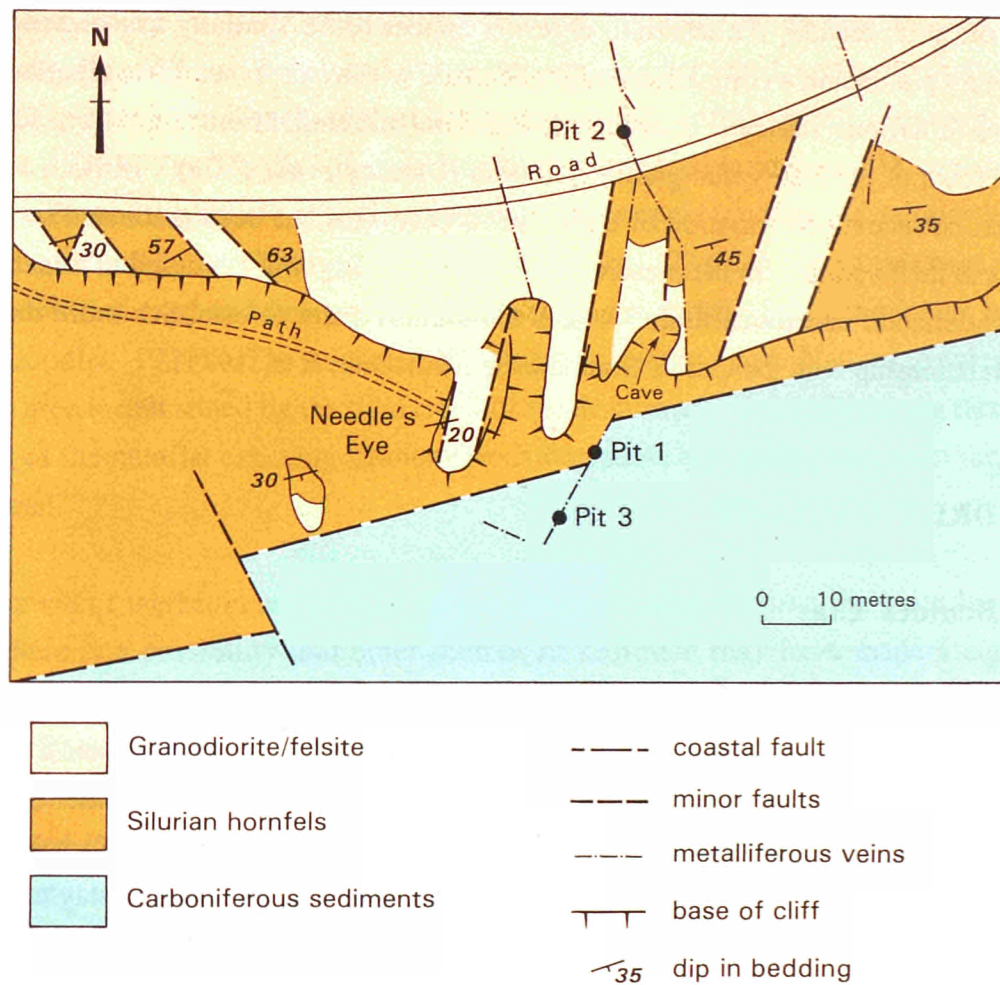 N
Pit 2
Road
30
57
63
45
35
Path
Cave
Needle's
Eye
20
Pit 1
30
Pit 3
0 10 metres
Granodiorite/felsite
Silurian hornfels
Carboniferous sediments
coastal fault
minor faults
metalliferous veins
base of cliff
35 dip in bedding